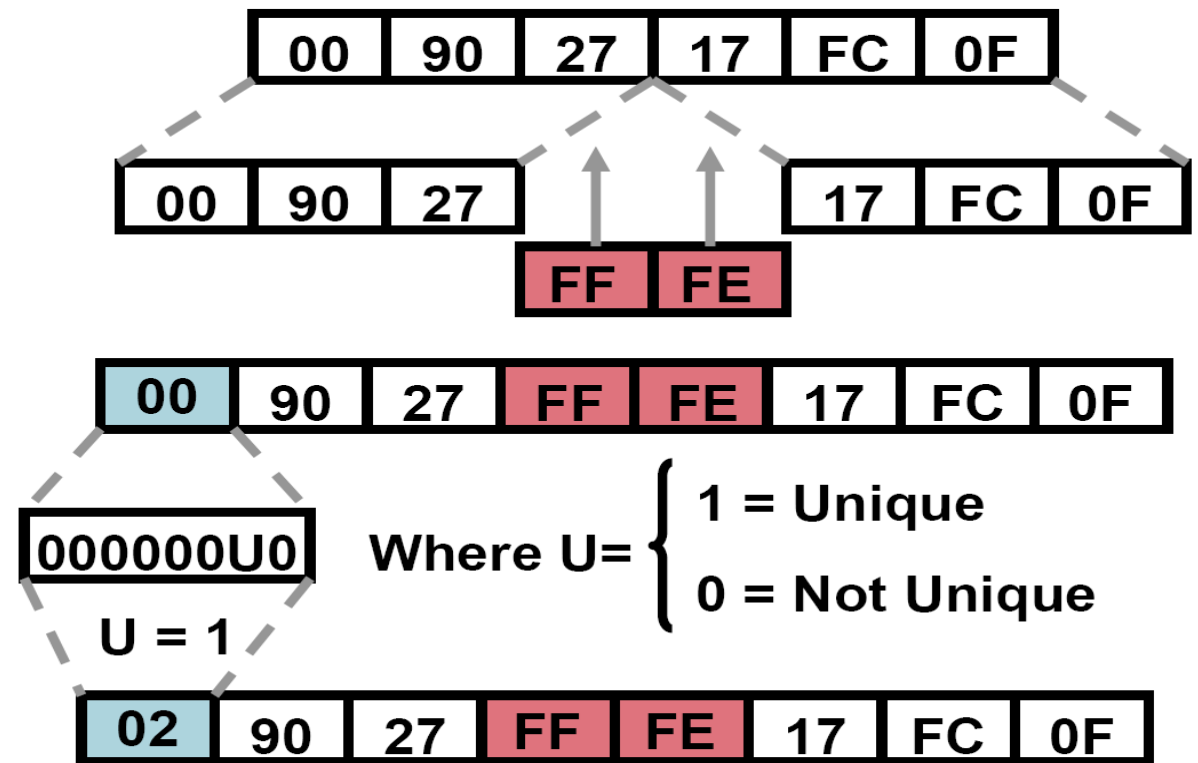 00 90 27 17 FC 0F
00 90 27 17 FC 0F
FF FE
00 90 27 FF FE 17 FC 0F
1 = Unique
000000U0 Where U=
0 = Not Unique
U = 1
02 90 27 FF FE 17 FC 0F